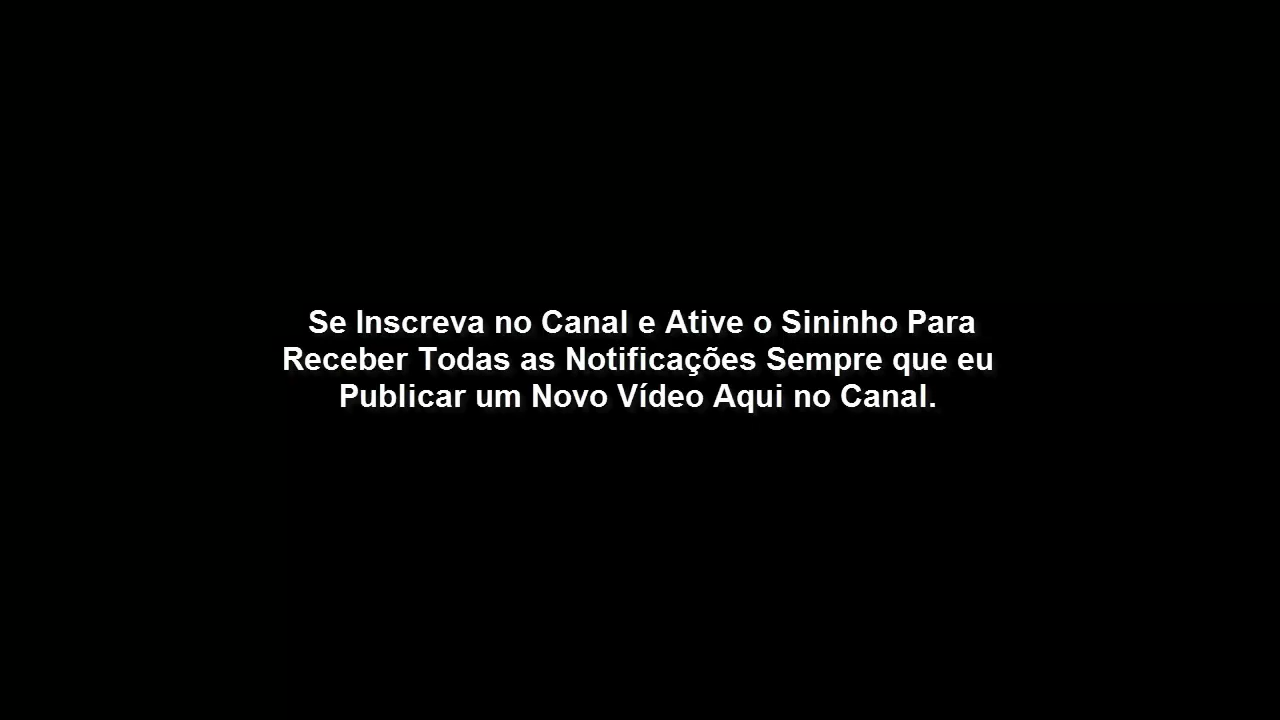 Se Inscreva no Canal e Ative o Sininho Para
Receber Todas as Notificações Sempre que eu
Publicar um Novo Vídeo Aqui no Canal.